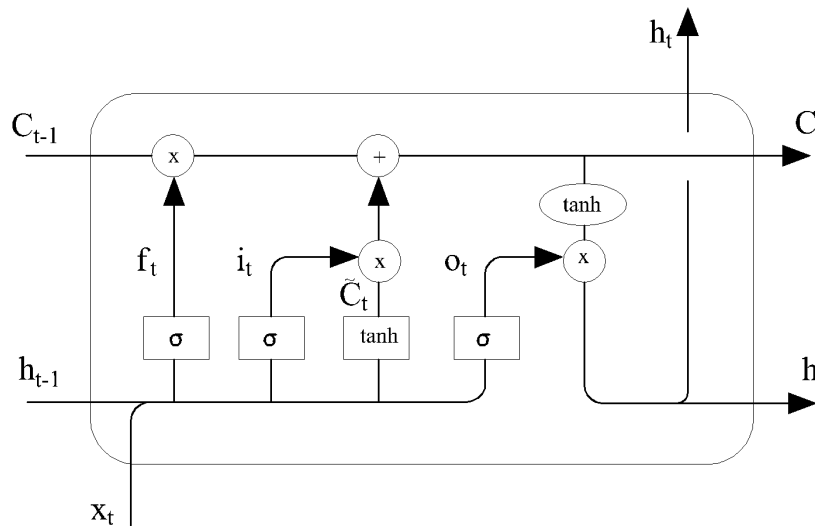 h_t
C_{t-1}
C
x
+
tanh
f_t
i_t
x
o_t
x
C̃_t
σ
σ
tanh
σ
h_{t-1}
h
x_t